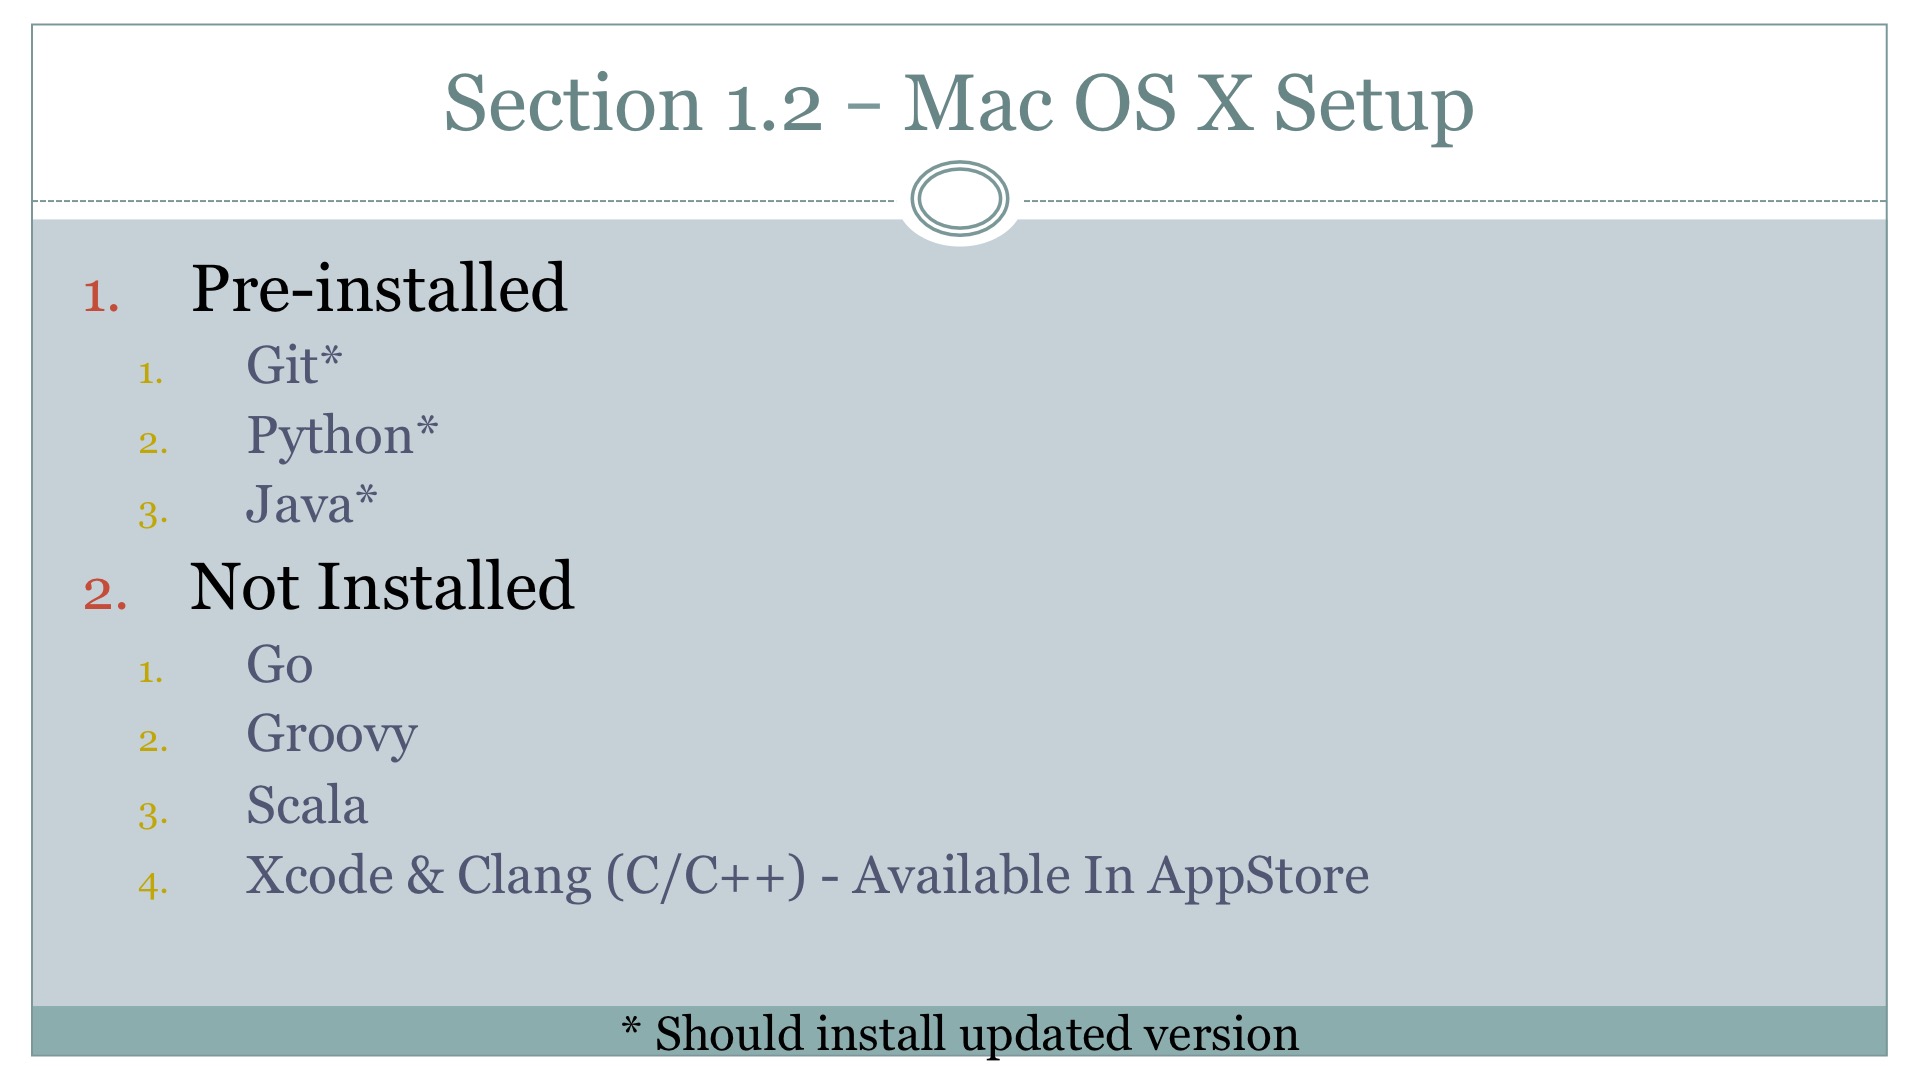 Section 1.2 – Mac OS X Setup
1. Pre-installed
1. Git*
2. Python*
3. Java*
2. Not Installed
1. Go
2. Groovy
3. Scala
4. Xcode & Clang (C/C++) - Available In AppStore
* Should install updated version